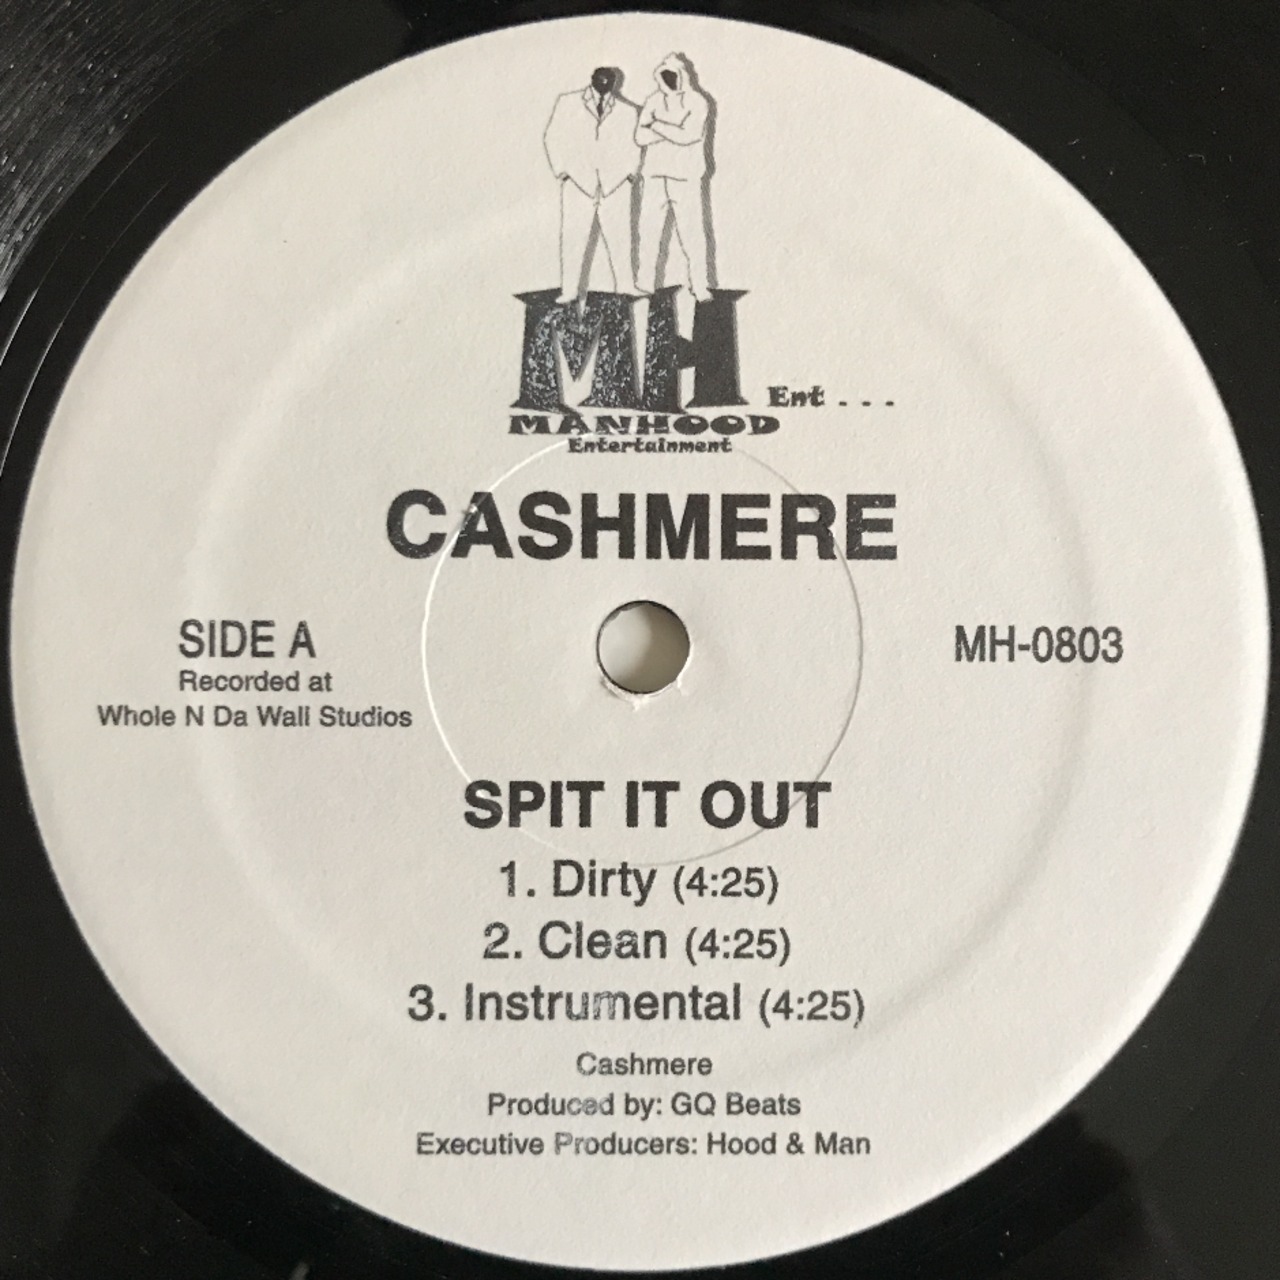 MH Ent . . .
MANHOOD
Entertainment
CASHMERE
SIDE A
Recorded at
Whole N Da Wall Studios
MH-0803
SPIT IT OUT
1. Dirty (4:25)
2. Clean (4:25)
3. Instrumental (4:25)
Cashmere
Produced by: GQ Beats
Executive Producers: Hood & Man